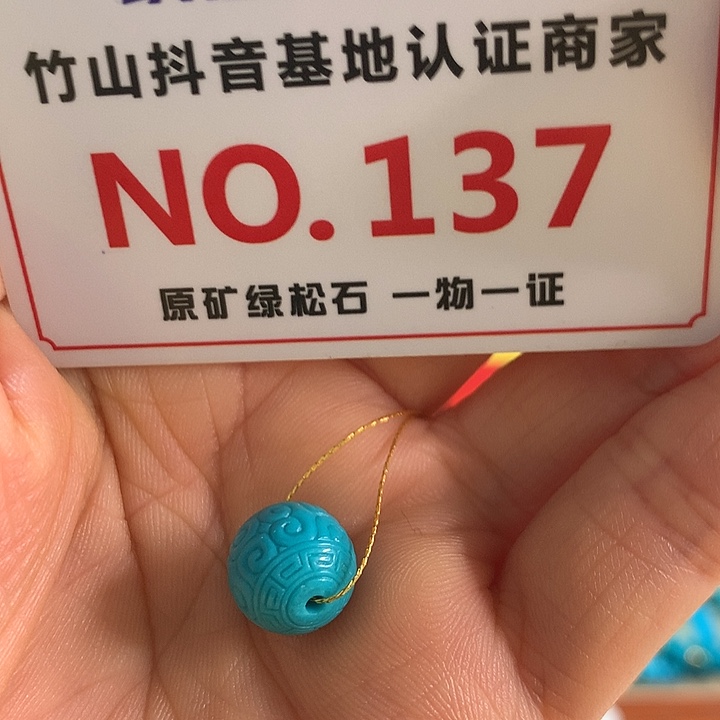 竹山抖音基地认证商家
NO.137
原矿绿松石 一物一证